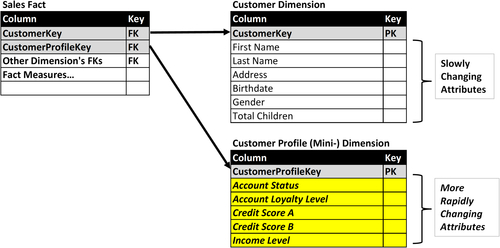 Sales Fact
Column Key
CustomerKey FK
CustomerProfileKey FK
Other Dimension's FKs FK
Fact Measures...
Customer Dimension
Column Key
CustomerKey PK
First Name
Last Name
Address
Birthdate
Gender
Total Children
Slowly
Changing
Attributes
Customer Profile (Mini-) Dimension
Column Key
CustomerProfileKey PK
Account Status
Account Loyalty Level
Credit Score A
Credit Score B
Income Level
More
Rapidly
Changing
Attributes